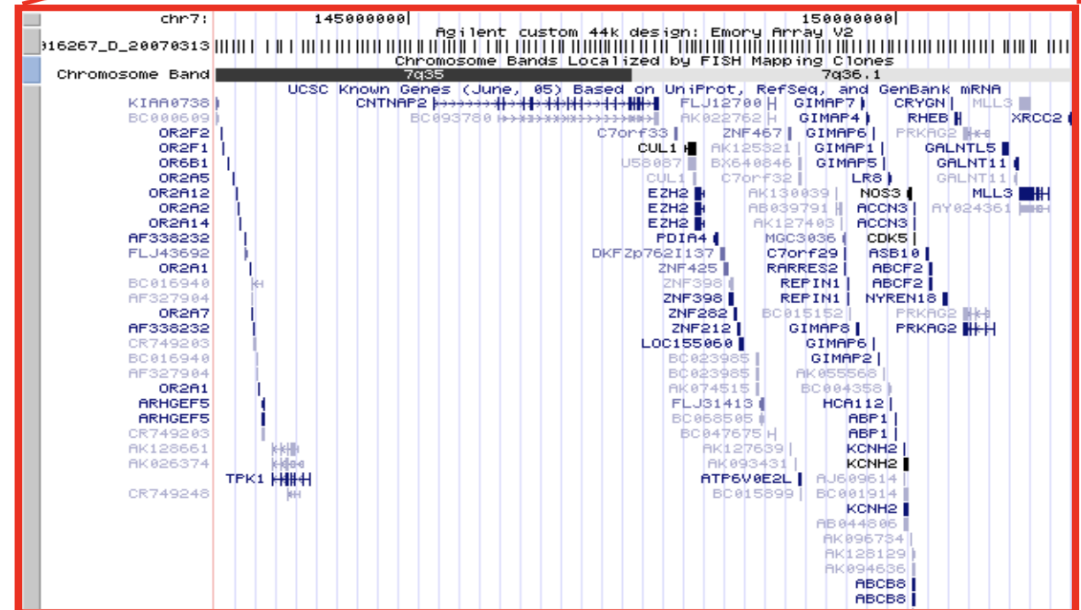 chr7: 145000000| 150000000|
Agilent custom 44k design: Emory Array V2
016267_D_20070313
Chromosome Bands Localized by FISH Mapping Clones
Chromosome Band 7q35 7q36.1
UCSC Known Genes (June, 05) Based on UniProt, RefSeq, and GenBank mRNA
KIAA0738 CNTNAP2 FLJ12700 GIMAP7 CRYGN MLL3
BC000609 BC093780 AK022762 GIMAP4 RHEB XRCC2
OR2F2 C7orf33 ZNF467 GIMAP6 PRKAG2
OR2F1 CUL1 AK125321 GIMAP1 GALNTL5
OR6B1 U58087 BX640846 GIMAP5 GALNT11
OR2A5 CUL1 C7orf32 LR8 GALNT11
OR2A12 EZH2 AK130039 NOS3 MLL3
OR2A2 EZH2 AB039791 ACCN3 AY024361
OR2A14 EZH2 AK127403 ACCN3
AF338232 PDIA4 MGC3036 CDK5
FLJ43692 DKFZp762I137 C7orf29 ASB10
OR2A1 ZNF425 RARRES2 ABCF2
BC016940 ZNF398 REPIN1 ABCF2
AF327904 ZNF398 REPIN1 NYREN18
OR2A7 ZNF282 BC015152 PRKAG2
AF338232 ZNF212 GIMAP8 PRKAG2
CR749203 LOC155060 GIMAP6
BC016940 BC023985 GIMAP2
AF327904 BC023985 AK055568
OR2A1 AK074515 BC004358
ARHGEF5 FLJ31413 HCA112
ARHGEF5 BC068505 ABP1
CR749203 BC047675 ABP1
AK128661 AK127639 KCNH2
AK026374 AK093431 KCNH2
TPK1 ATP6V0E2L AJ609614
CR749248 BC015899 BC001914
KCNH2
AB044806
AK096734
AK128129
AK094636
ABCB8
ABCB8